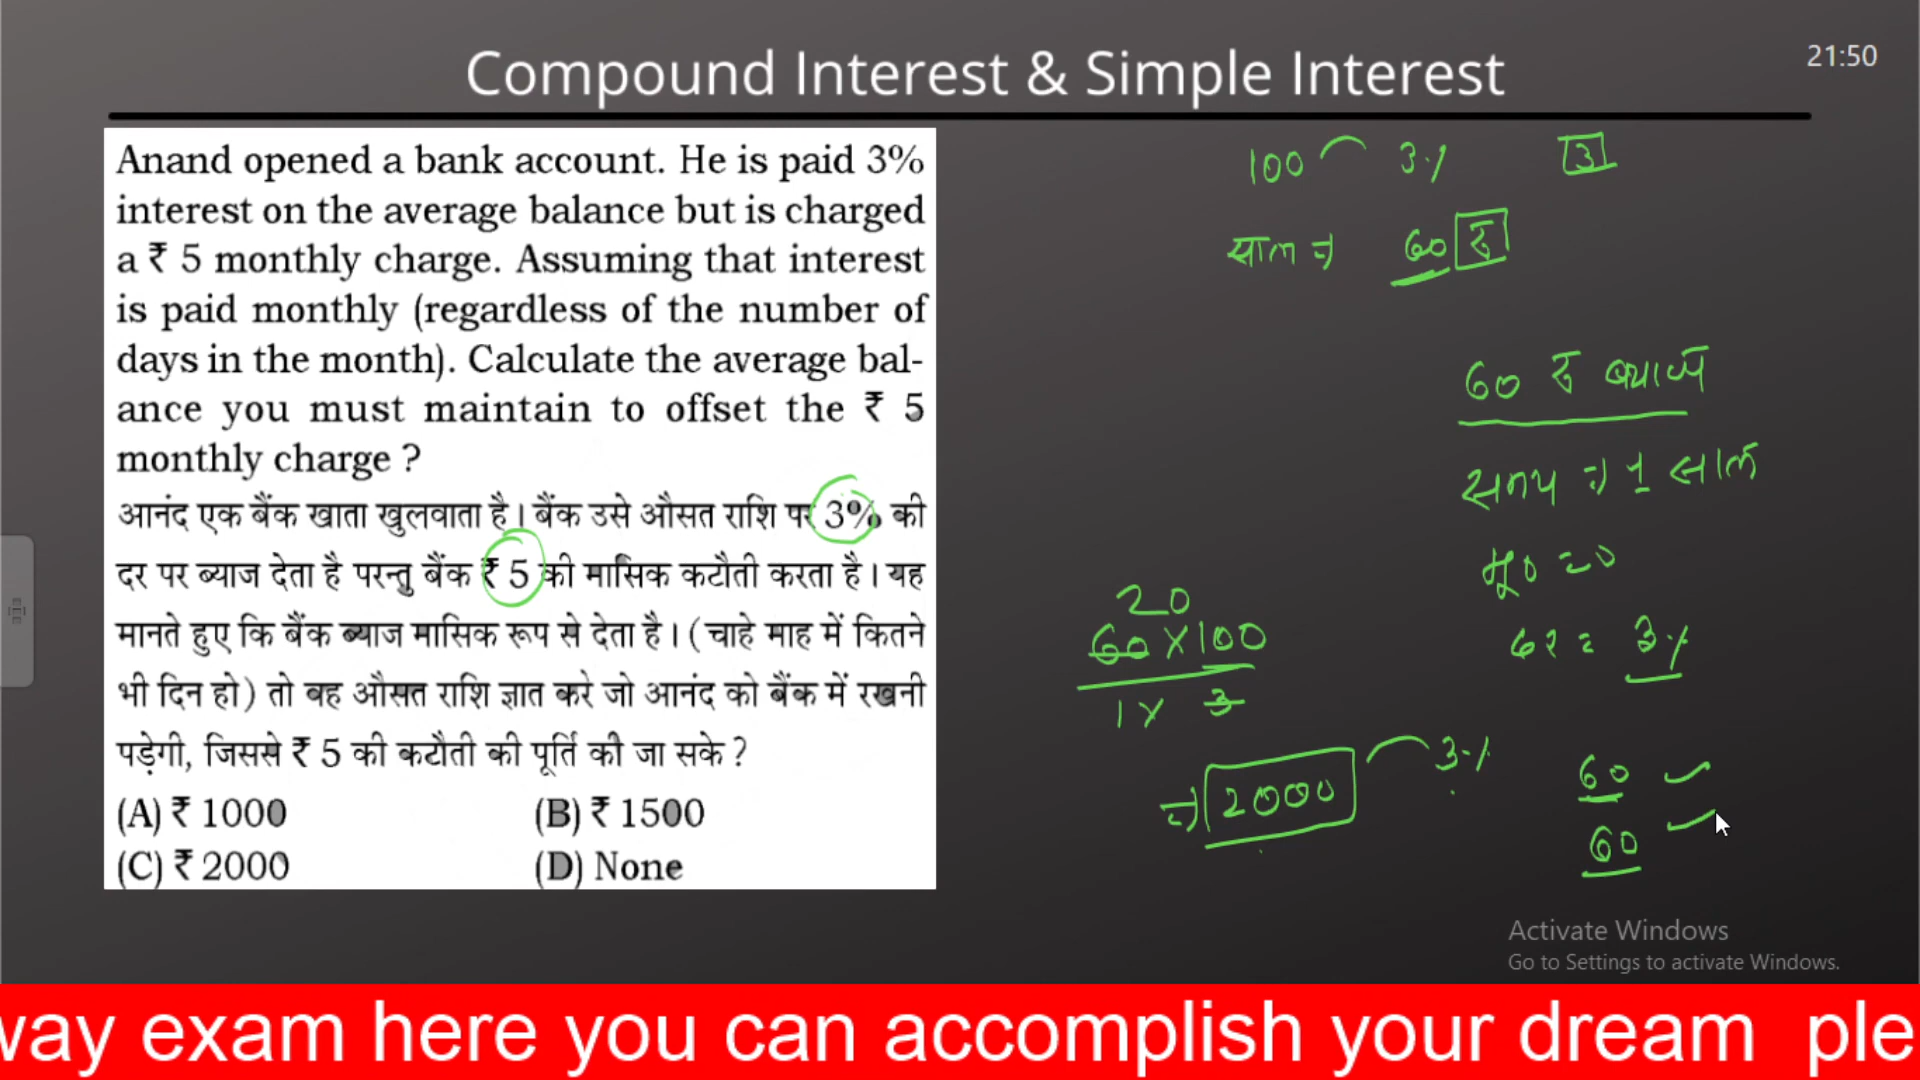 Compound Interest & Simple Interest
21:50
Anand opened a bank account. He is paid 3%
interest on the average balance but is charged
a ₹ 5 monthly charge. Assuming that interest
is paid monthly (regardless of the number of
days in the month). Calculate the average bal-
ance you must maintain to offset the ₹ 5
monthly charge ?
आनंद एक बैंक खाता खुलवाता है। बैंक उसे औसत राशि पर 3% की
दर पर ब्याज देता है परन्तु बैंक ₹ 5 की मासिक कटौती करता है। यह
मानते हुए कि बैंक ब्याज मासिक रूप से देता है। (चाहे माह में कितने
भी दिन हो) तो वह औसत राशि ज्ञात करे जो आनंद को बैंक में रखनी
पड़ेगी, जिससे ₹ 5 की कटौती की पूर्ति की जा सके ?
(A) ₹ 1000 (B) ₹ 1500
(C) ₹ 2000 (D) None
100 3% 3
साल ⇒ 60 रु
60 रु ब्याज
समय ⇒ 1 साल
मू० = 0
दर = 3%
20
60 × 100
1 × 3
⇒ 2000 3%
60
60
Activate Windows
Go to Settings to activate Windows.
way exam here you can accomplish your dream ple